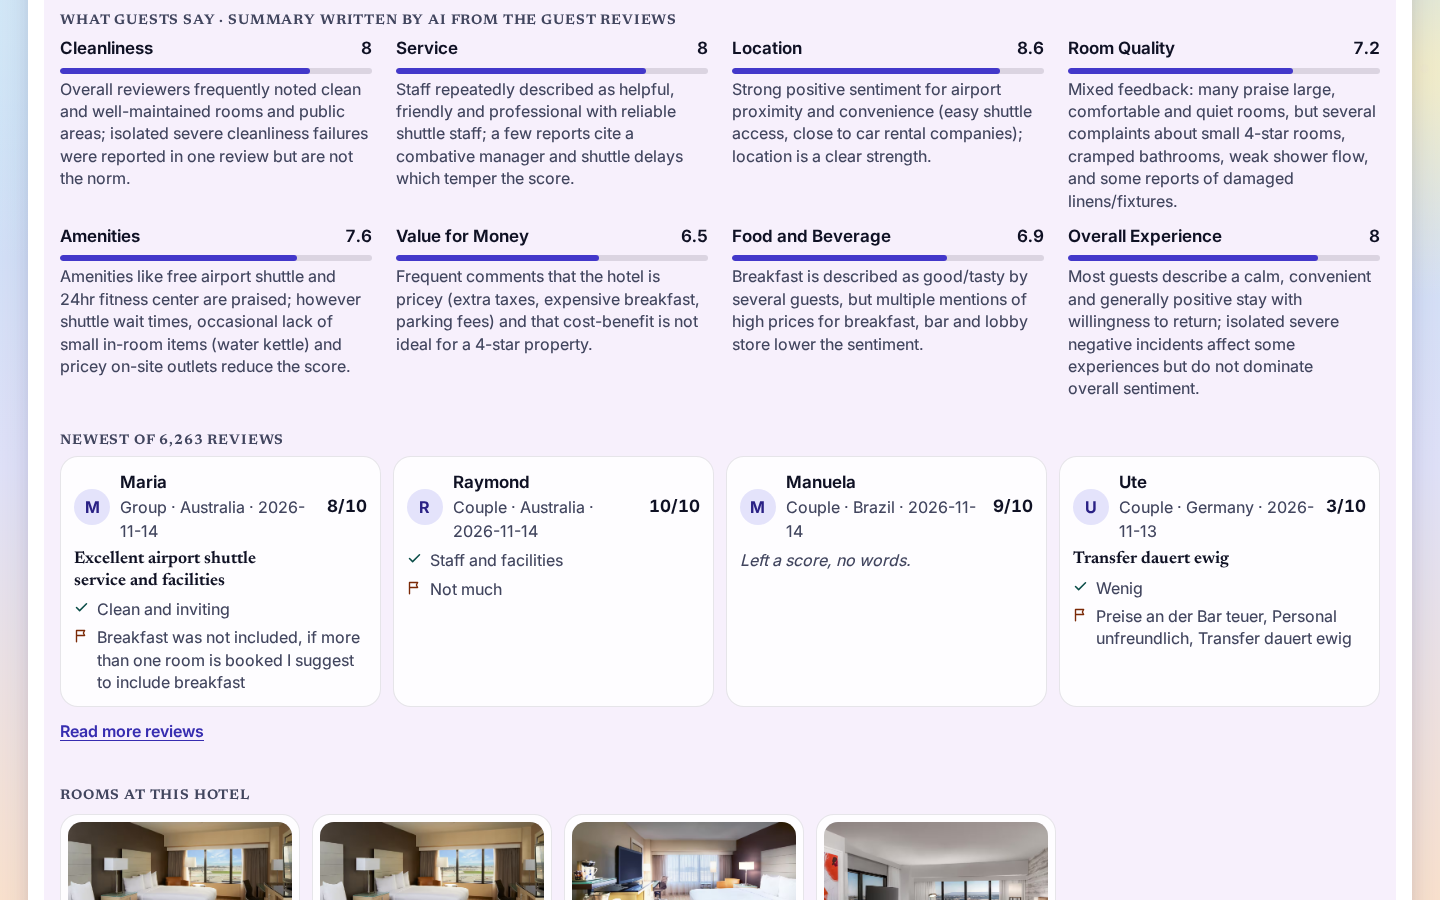 WHAT GUESTS SAY · SUMMARY WRITTEN BY AI FROM THE GUEST REVIEWS
Cleanliness 8
Overall reviewers frequently noted clean
and well-maintained rooms and public
areas; isolated severe cleanliness failures
were reported in one review but are not
the norm.
Service 8
Staff repeatedly described as helpful,
friendly and professional with reliable
shuttle staff; a few reports cite a
combative manager and shuttle delays
which temper the score.
Location 8.6
Strong positive sentiment for airport
proximity and convenience (easy shuttle
access, close to car rental companies);
location is a clear strength.
Room Quality 7.2
Mixed feedback: many praise large,
comfortable and quiet rooms, but several
complaints about small 4-star rooms,
cramped bathrooms, weak shower flow,
and some reports of damaged
linens/fixtures.
Amenities 7.6
Amenities like free airport shuttle and
24hr fitness center are praised; however
shuttle wait times, occasional lack of
small in-room items (water kettle) and
pricey on-site outlets reduce the score.
Value for Money 6.5
Frequent comments that the hotel is
pricey (extra taxes, expensive breakfast,
parking fees) and that cost-benefit is not
ideal for a 4-star property.
Food and Beverage 6.9
Breakfast is described as good/tasty by
several guests, but multiple mentions of
high prices for breakfast, bar and lobby
store lower the sentiment.
Overall Experience 8
Most guests describe a calm, convenient
and generally positive stay with
willingness to return; isolated severe
negative incidents affect some
experiences but do not dominate
overall sentiment.
NEWEST OF 6,263 REVIEWS
Maria
M Group · Australia · 2026- 8/10
11-14
Excellent airport shuttle
service and facilities
Clean and inviting
Breakfast was not included, if more
than one room is booked I suggest
to include breakfast
Raymond
R Couple · Australia · 10/10
2026-11-14
Staff and facilities
Not much
Manuela
M Couple · Brazil · 2026-11- 9/10
14
Left a score, no words.
Ute
U Couple · Germany · 2026- 3/10
11-13
Transfer dauert ewig
Wenig
Preise an der Bar teuer, Personal
unfreundlich, Transfer dauert ewig
Read more reviews
ROOMS AT THIS HOTEL